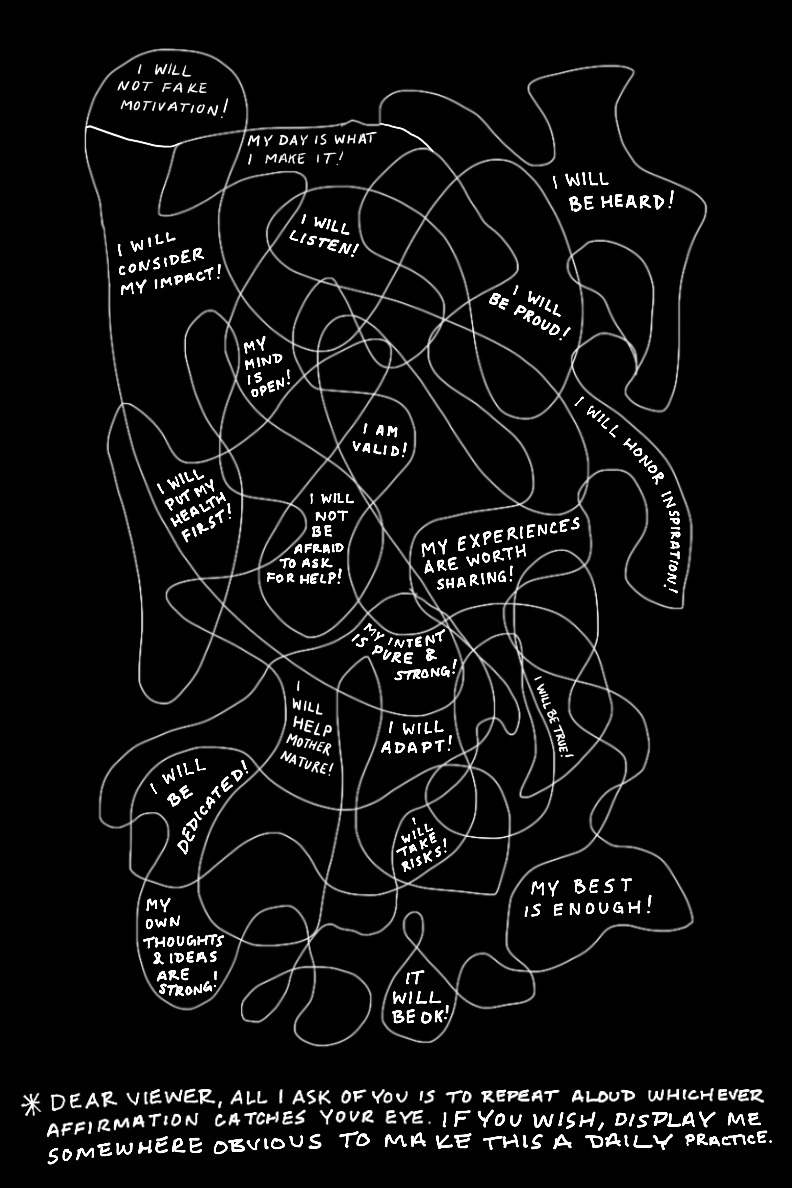 I WILL
NOT FAKE
MOTIVATION!
MY DAY IS WHAT
I MAKE IT!
I WILL
BE HEARD!
I WILL
LISTEN!
I WILL
CONSIDER
MY IMPACT!
I WILL
BE PROUD!
MY
MIND
IS
OPEN!
I AM
VALID!
I WILL HONOR INSPIRATION!
I WILL
PUT MY
HEALTH
FIRST!
I WILL
NOT
BE
AFRAID
TO ASK
FOR HELP!
MY EXPERIENCES
ARE WORTH
SHARING!
MY INTENT
IS PURE &
STRONG!
I
WILL
HELP
MOTHER
NATURE!
I WILL
ADAPT!
I WILL BE TRUE!
I WILL
BE
DEDICATED!
I
WILL
TAKE
RISKS!
MY BEST
IS ENOUGH!
MY
OWN
THOUGHTS
& IDEAS
ARE
STRONG!
IT
WILL
BE OK!
* DEAR VIEWER, ALL I ASK OF YOU IS TO REPEAT ALOUD WHICHEVER
AFFIRMATION CATCHES YOUR EYE. IF YOU WISH, DISPLAY ME
SOMEWHERE OBVIOUS TO MAKE THIS A DAILY PRACTICE.